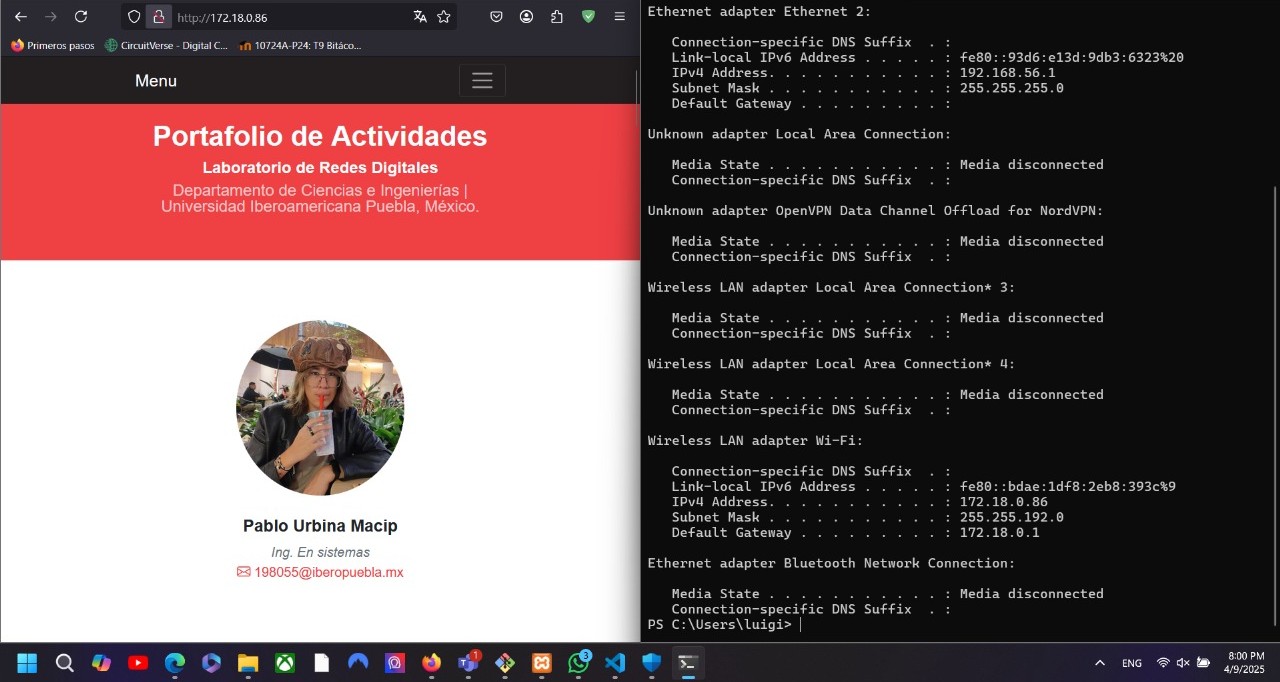 http://172.18.0.86
Primeros pasos
CircuitVerse - Digital C...
10724A-P24: T9 Bitáco...
Menu
Portafolio de Actividades
Laboratorio de Redes Digitales
Departamento de Ciencias e Ingenierías |
Universidad Iberoamericana Puebla, México.
Pablo Urbina Macip
Ing. En sistemas
198055@iberopuebla.mx
Ethernet adapter Ethernet 2:
Connection-specific DNS Suffix  . :
Link-local IPv6 Address . . . . . : fe80::93d6:e13d:9db3:6323%20
IPv4 Address. . . . . . . . . . . : 192.168.56.1
Subnet Mask . . . . . . . . . . . : 255.255.255.0
Default Gateway . . . . . . . . . :
Unknown adapter Local Area Connection:
Media State . . . . . . . . . . . : Media disconnected
Connection-specific DNS Suffix  . :
Unknown adapter OpenVPN Data Channel Offload for NordVPN:
Media State . . . . . . . . . . . : Media disconnected
Connection-specific DNS Suffix  . :
Wireless LAN adapter Local Area Connection* 3:
Media State . . . . . . . . . . . : Media disconnected
Connection-specific DNS Suffix  . :
Wireless LAN adapter Local Area Connection* 4:
Media State . . . . . . . . . . . : Media disconnected
Connection-specific DNS Suffix  . :
Wireless LAN adapter Wi-Fi:
Connection-specific DNS Suffix  . :
Link-local IPv6 Address . . . . . : fe80::bdae:1df8:2eb8:393c%9
IPv4 Address. . . . . . . . . . . : 172.18.0.86
Subnet Mask . . . . . . . . . . . : 255.255.192.0
Default Gateway . . . . . . . . . : 172.18.0.1
Ethernet adapter Bluetooth Network Connection:
Media State . . . . . . . . . . . : Media disconnected
Connection-specific DNS Suffix  . :
PS C:\Users\luigi>
1
3
ENG
8:00 PM
4/9/2025